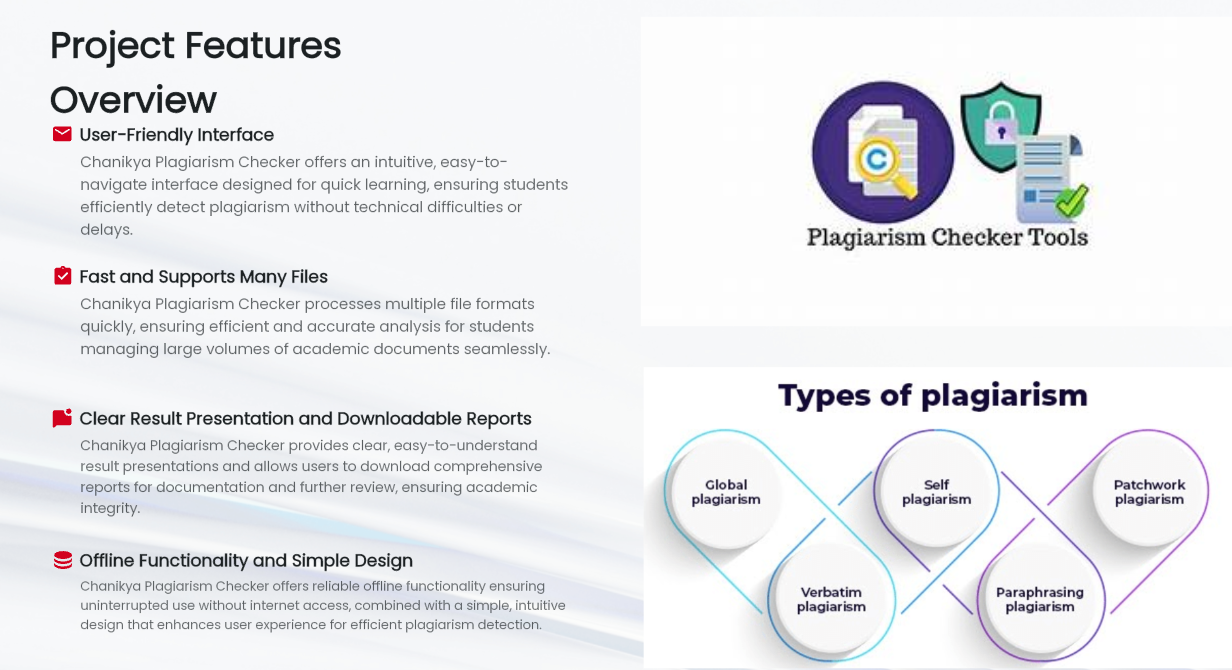 Project Features
Overview
User-Friendly Interface
Chanikya Plagiarism Checker offers an intuitive, easy-to-
navigate interface designed for quick learning, ensuring students
efficiently detect plagiarism without technical difficulties or
delays.
Fast and Supports Many Files
Chanikya Plagiarism Checker processes multiple file formats
quickly, ensuring efficient and accurate analysis for students
managing large volumes of academic documents seamlessly.
Clear Result Presentation and Downloadable Reports
Chanikya Plagiarism Checker provides clear, easy-to-understand
result presentations and allows users to download comprehensive
reports for documentation and further review, ensuring academic
integrity.
Offline Functionality and Simple Design
Chanikya Plagiarism Checker offers reliable offline functionality ensuring
uninterrupted use without internet access, combined with a simple, intuitive
design that enhances user experience for efficient plagiarism detection.
C
Plagiarism Checker Tools
Types of plagiarism
Global
plagiarism
Self
plagiarism
Patchwork
plagiarism
Verbatim
plagiarism
Paraphrasing
plagiarism